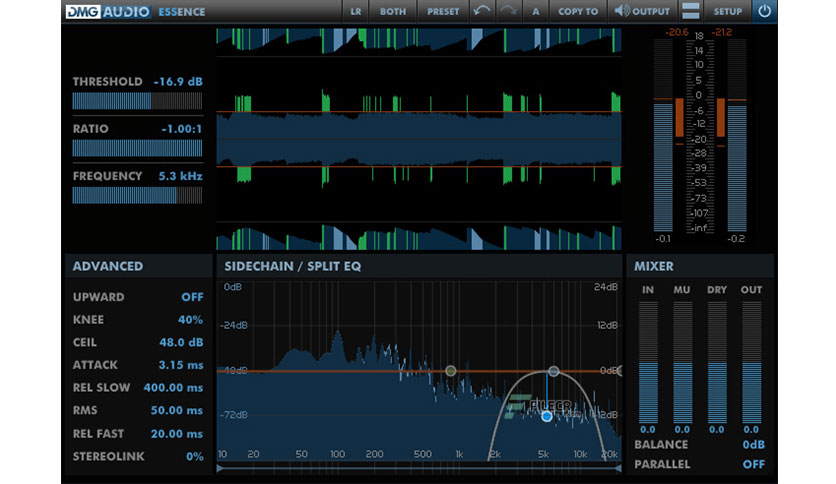 DMG AUDIO ESSENCE LR BOTH PRESET A COPY TO OUTPUT SETUP
THRESHOLD -16.9 dB
RATIO -1.00:1
FREQUENCY 5.3 kHz
-20.6 -21.2
18
14
10
5
0
-6
-12
-20
-28
-39
-53
-73
-107
-inf
-0.1 -0.2
ADVANCED
UPWARD OFF
KNEE 40%
CEIL 48.0 dB
ATTACK 3.15 ms
REL SLOW 400.00 ms
RMS 50.00 ms
REL FAST 20.00 ms
STEREOLINK 0%
SIDECHAIN / SPLIT EQ
0dB 24dB
-24dB 12dB
-48dB 0dB
-72dB -12dB
FILECR
10 20 50 100 200 500 1k 2k 5k 10k 20k
MIXER
IN MU DRY OUT
0.0 0.0 0.0 0.0
BALANCE 0dB
PARALLEL OFF